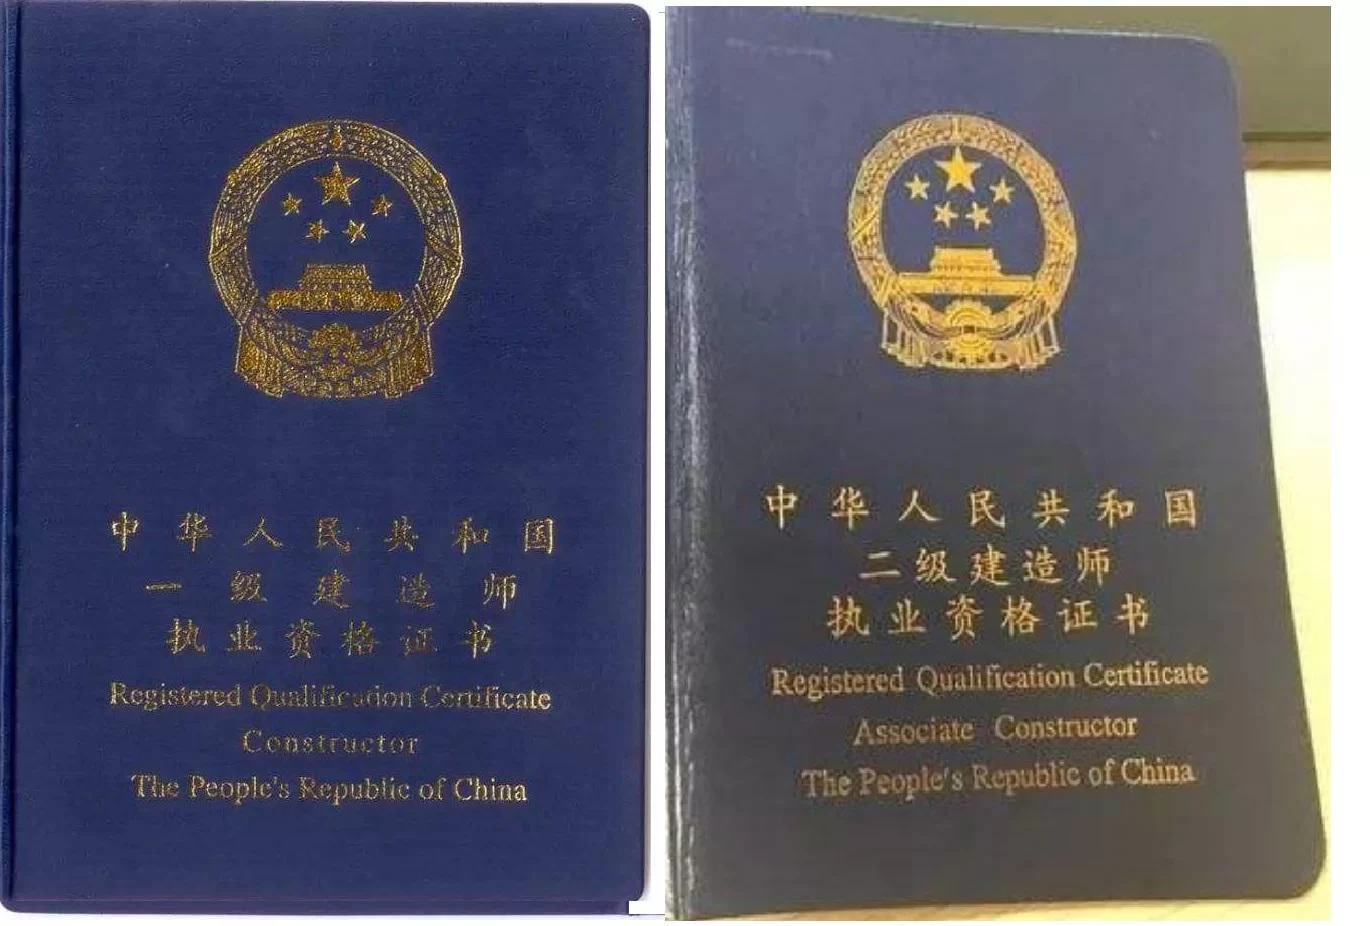 中华人民共和国
一级建造师
执业资格证书
Registered Qualification Certificate
Constructor
The People's Republic of China
中华人民共和国
二级建造师
执业资格证书
Registered Qualification Certificate
Associate Constructor
The People's Republic of China